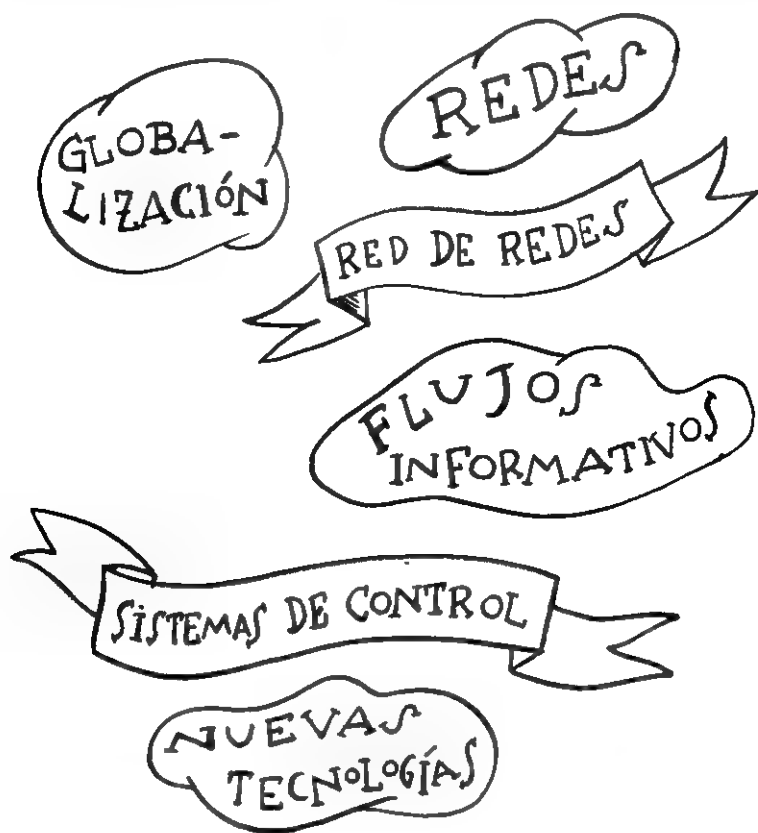 GLOBA-
LIZACIÓN
REDES
RED DE REDES
FLUJOS
INFORMATIVOS
SISTEMAS DE CONTROL
NUEVAS
TECNOLOGÍAS